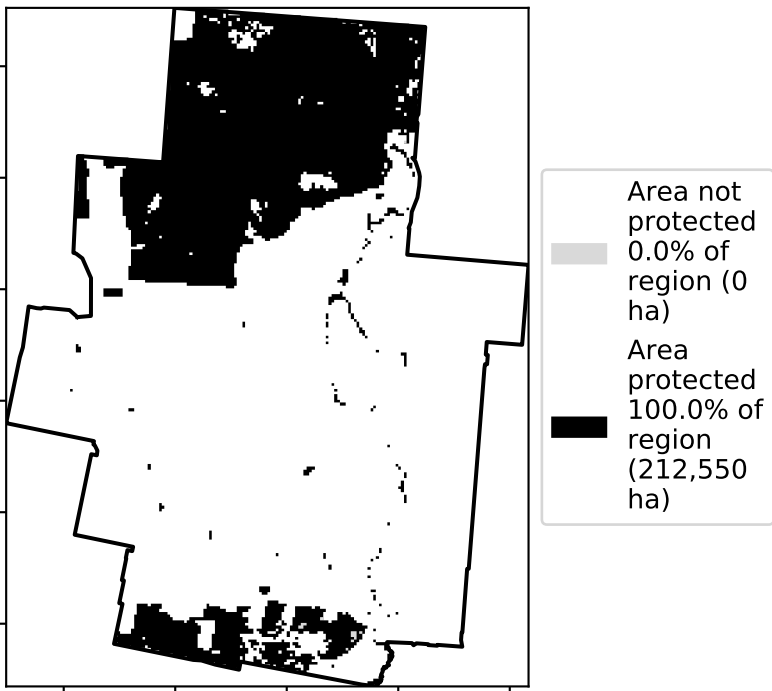 Area not
protected
0.0% of
region (0
ha)
Area
protected
100.0% of
region
(212,550
ha)